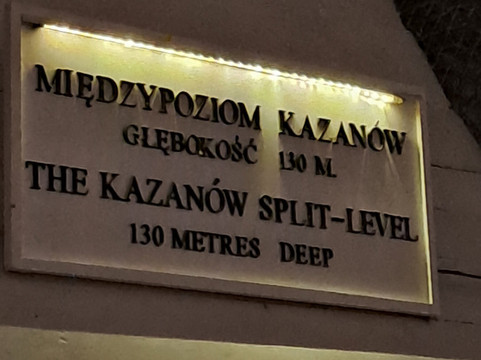 MIĘDZYPOZIOM KAZANÓW
GŁĘBOKOŚĆ 130 M.
THE KAZANÓW SPLIT-LEVEL
130 METRES DEEP